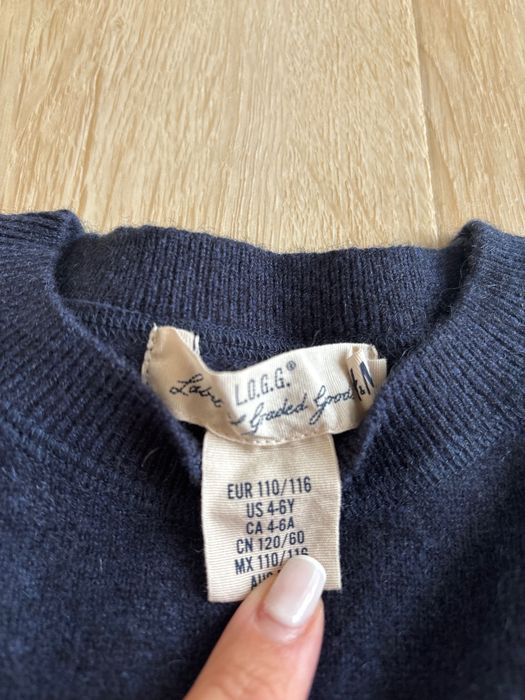 L.O.G.G.®
Graded Goods
EUR 110/116
US 4-6Y
CA 4-6A
CN 120/60
MX 110/116